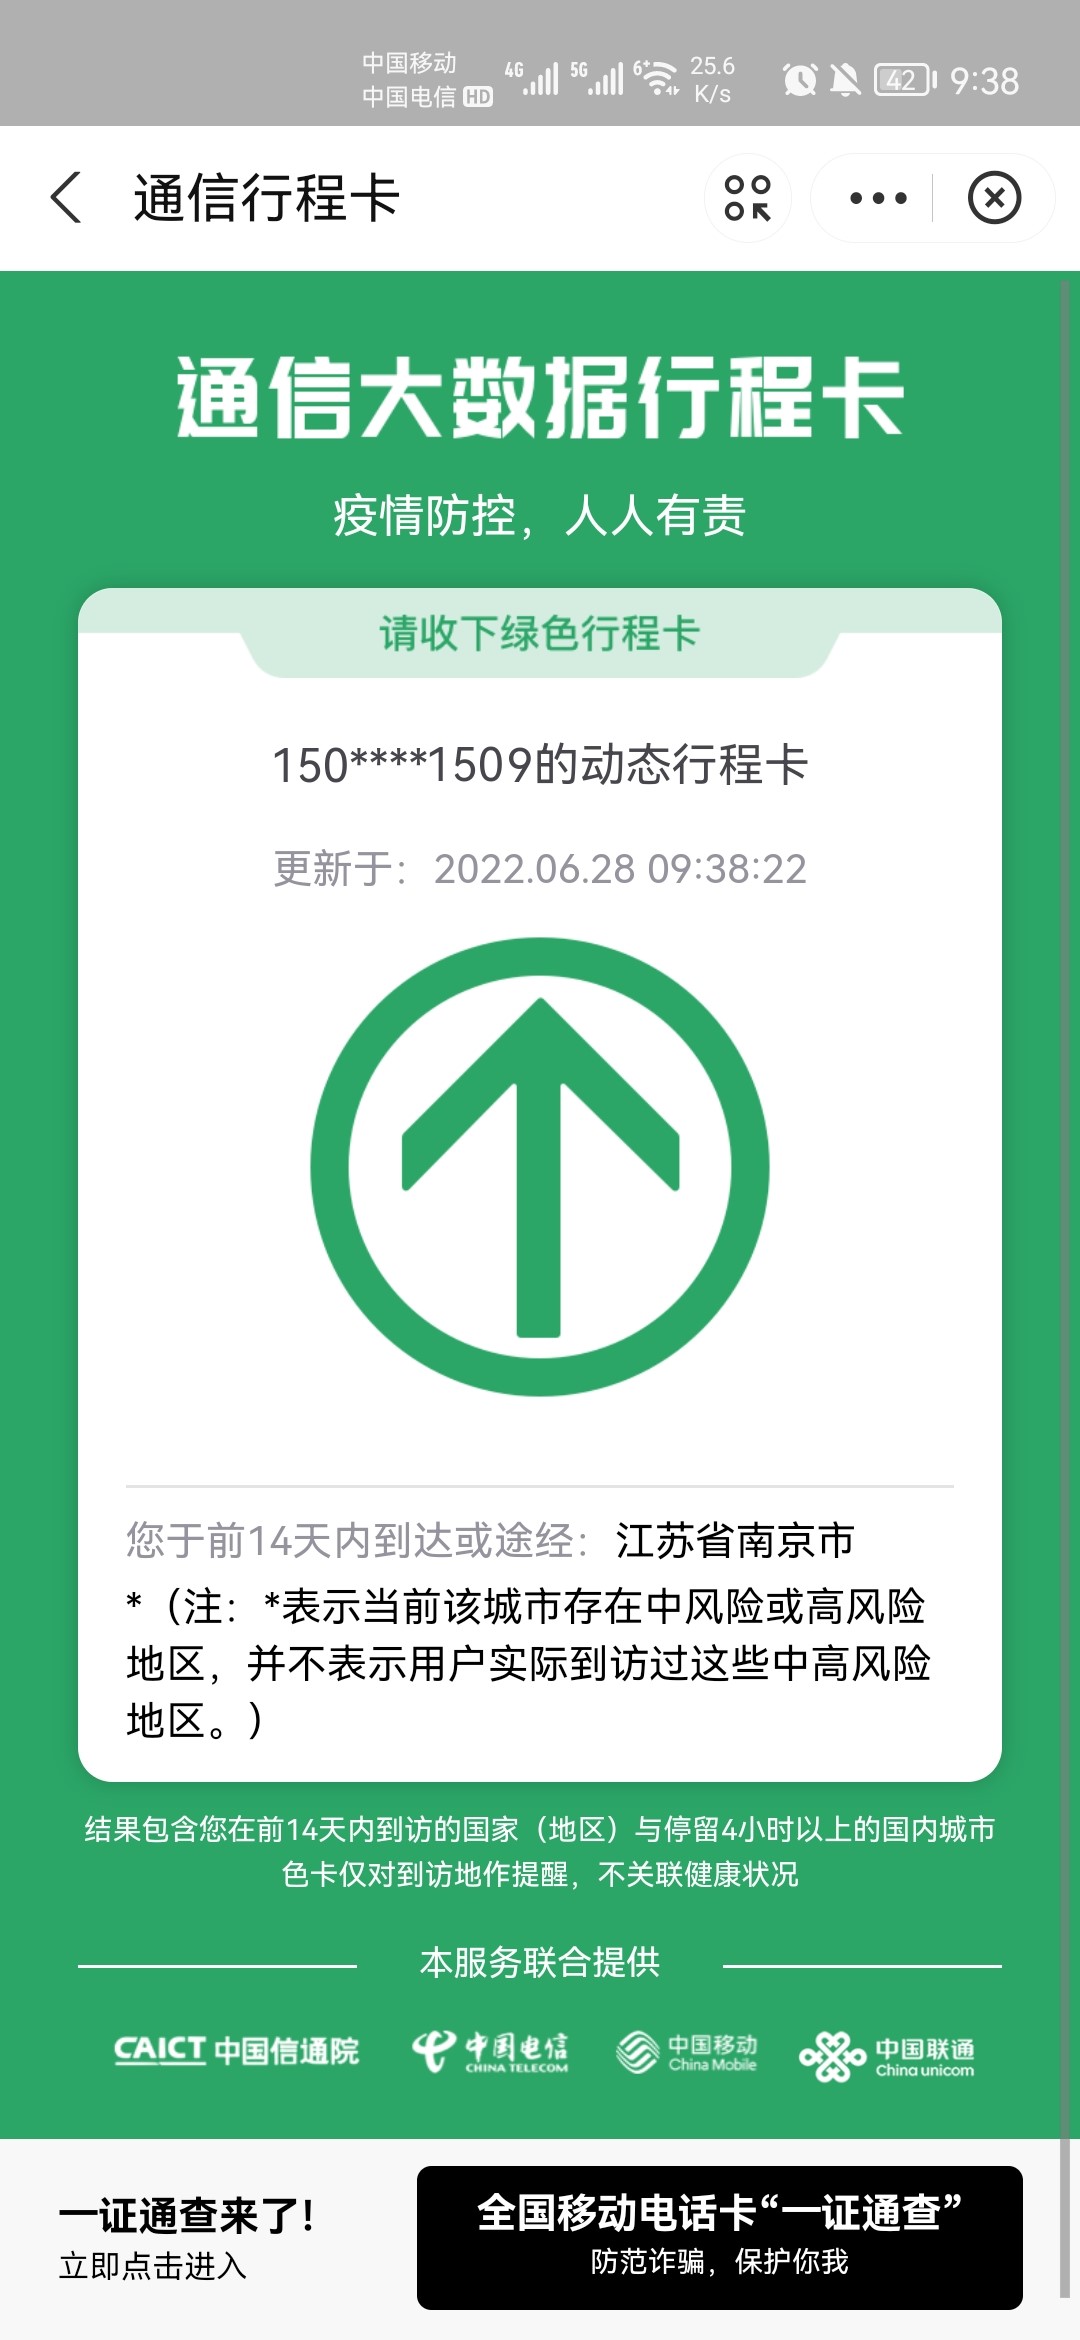 中国移动
中国电信 HD
4G 5G 6+ 25.6 K/s 42 9:38
通信行程卡
通信大数据行程卡
疫情防控，人人有责
请收下绿色行程卡
150****1509的动态行程卡
更新于：2022.06.28 09:38:22
您于前14天内到达或途经：江苏省南京市
*（注：*表示当前该城市存在中风险或高风险
地区，并不表示用户实际到访过这些中高风险
地区。）
结果包含您在前14天内到访的国家（地区）与停留4小时以上的国内城市
色卡仅对到访地作提醒，不关联健康状况
本服务联合提供
CAICT 中国信通院
中国电信
CHINA TELECOM
中国移动
China Mobile
中国联通
China unicom
一证通查来了！
立即点击进入
全国移动电话卡“一证通查”
防范诈骗，保护你我